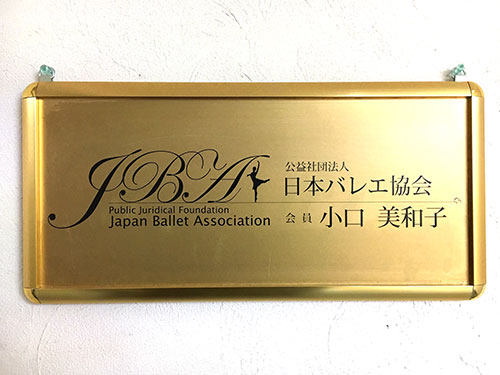 JBA
Public Juridical Foundation
Japan Ballet Association
公益社団法人
日本バレエ協会
会員 小口 美和子